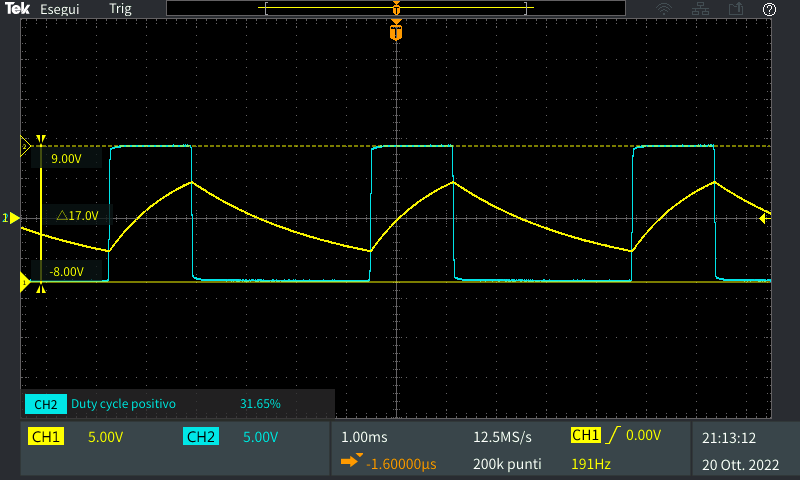 Tek Esegui Trig
T
T
?
2
9.00V
△17.0V
-8.00V
1
CH2 Duty cycle positivo 31.65%
CH1 5.00V CH2 5.00V 1.00ms 12.5MS/s CH1 0.00V 21:13:12
-1.60000µs 200k punti 191Hz 20 Ott. 2022